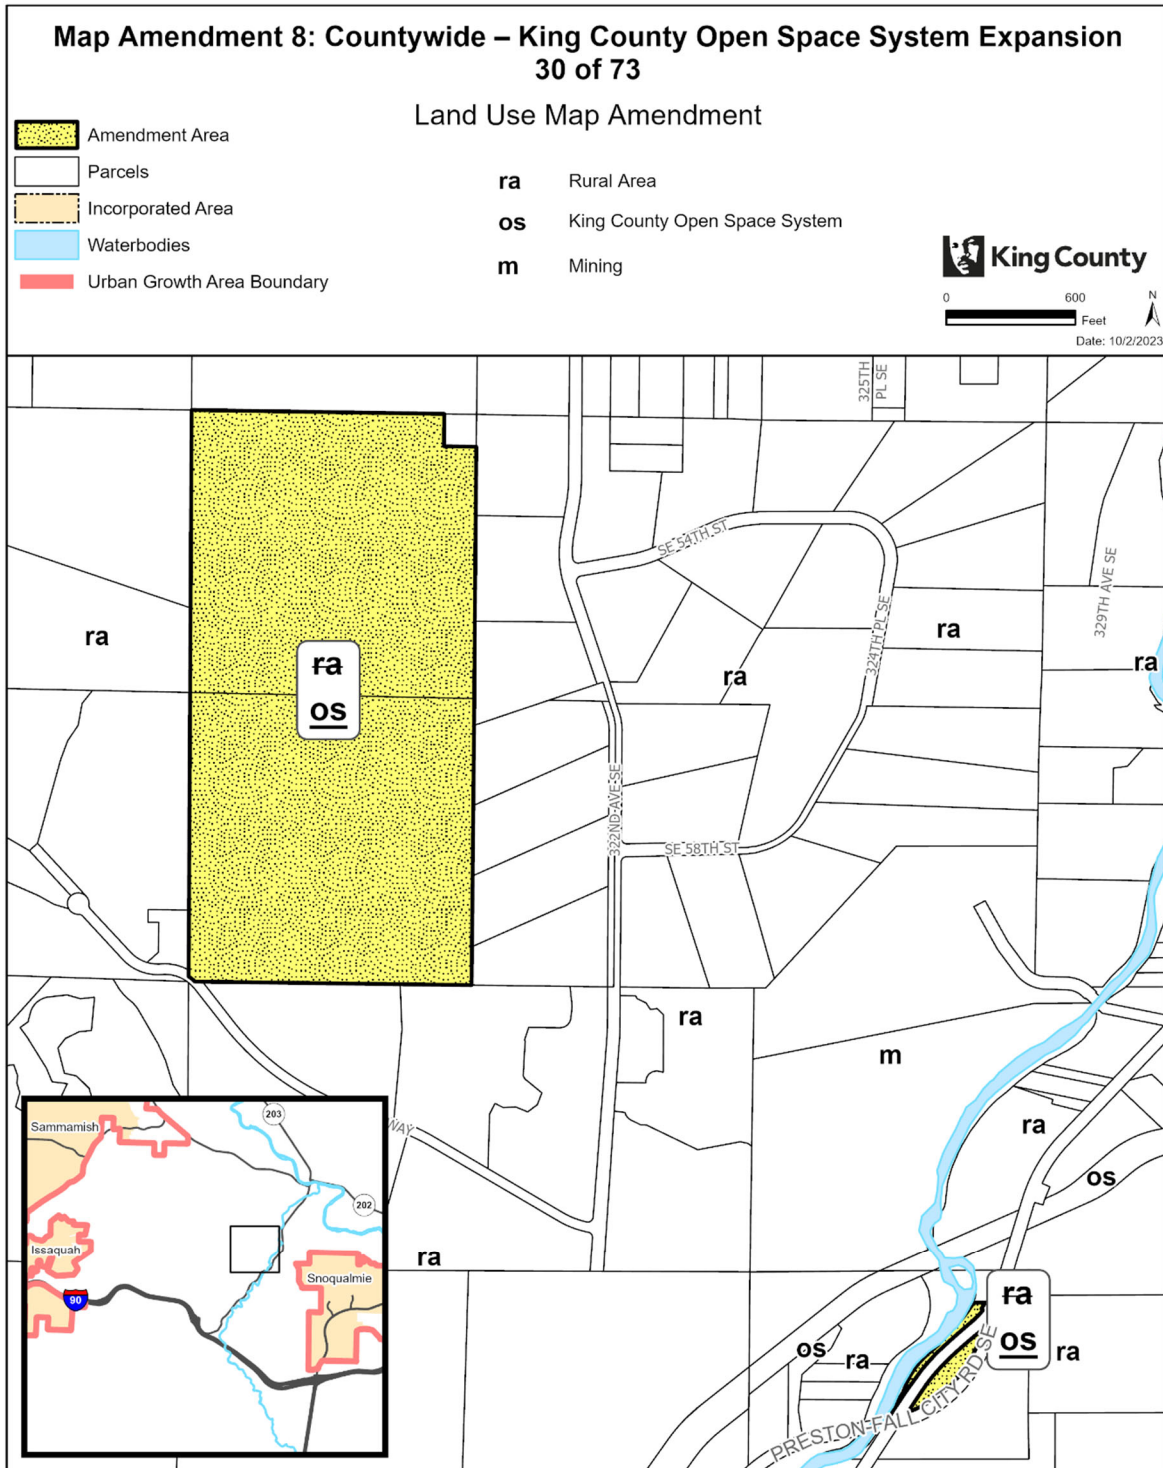 Map Amendment 8: Countywide – King County Open Space System Expansion
30 of 73
Land Use Map Amendment
Amendment Area
Parcels
Incorporated Area
Waterbodies
Urban Growth Area Boundary
ra Rural Area
os King County Open Space System
m Mining
King County
0 600
Feet
N
Date: 10/2/2023
325TH
PL SE
SE 54TH ST
329TH AVE SE
324TH PL SE
ra
ra
ra
ra
ra
os
ra
322ND AVE SE
SE 58TH ST
ra
m
ra
os
WAY
ra
ra
os
ra
os
ra
PRESTON-FALL CITY RD SE
Sammamish
203
202
Issaquah
90
Snoqualmie